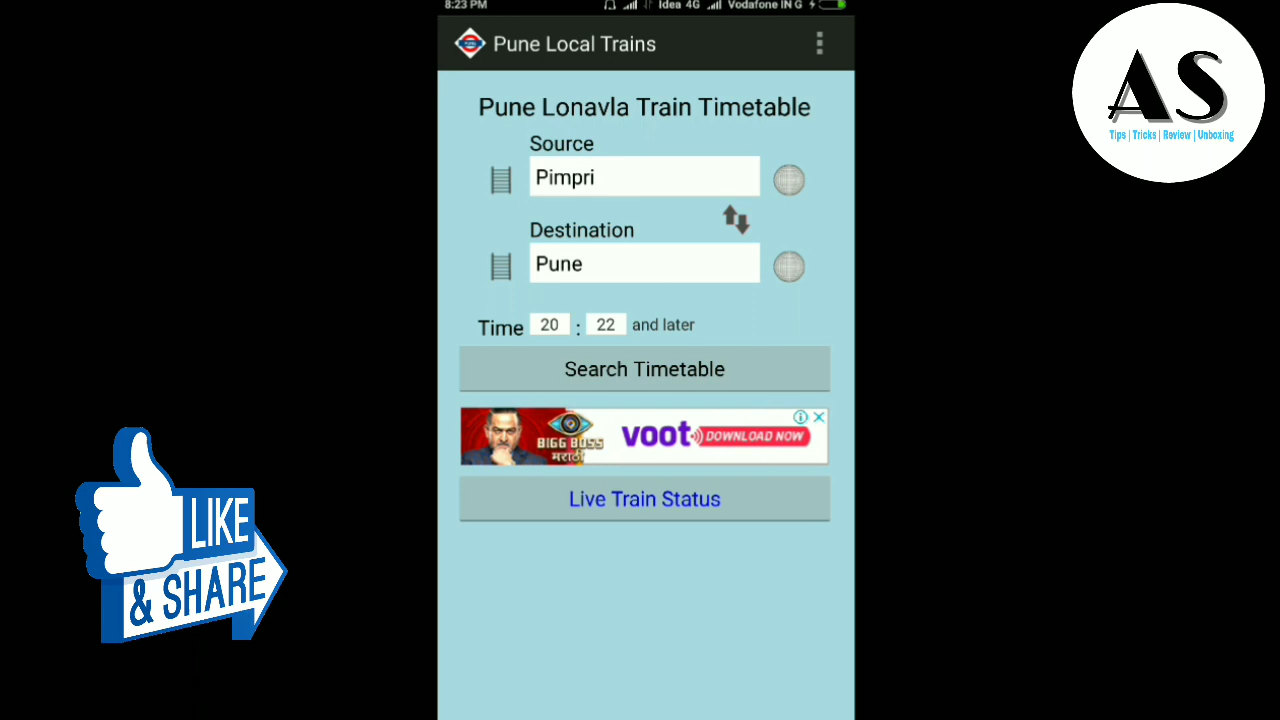 8:23 PM Idea 4G Vodafone IN G
Pune Local Trains
AS
Tips | Tricks | Review | Unboxing
Pune Lonavla Train Timetable
Source
Pimpri
Destination
Pune
Time 20 : 22 and later
Search Timetable
BIGG BOSS
मराठी
voot DOWNLOAD NOW
Live Train Status
LIKE
& SHARE